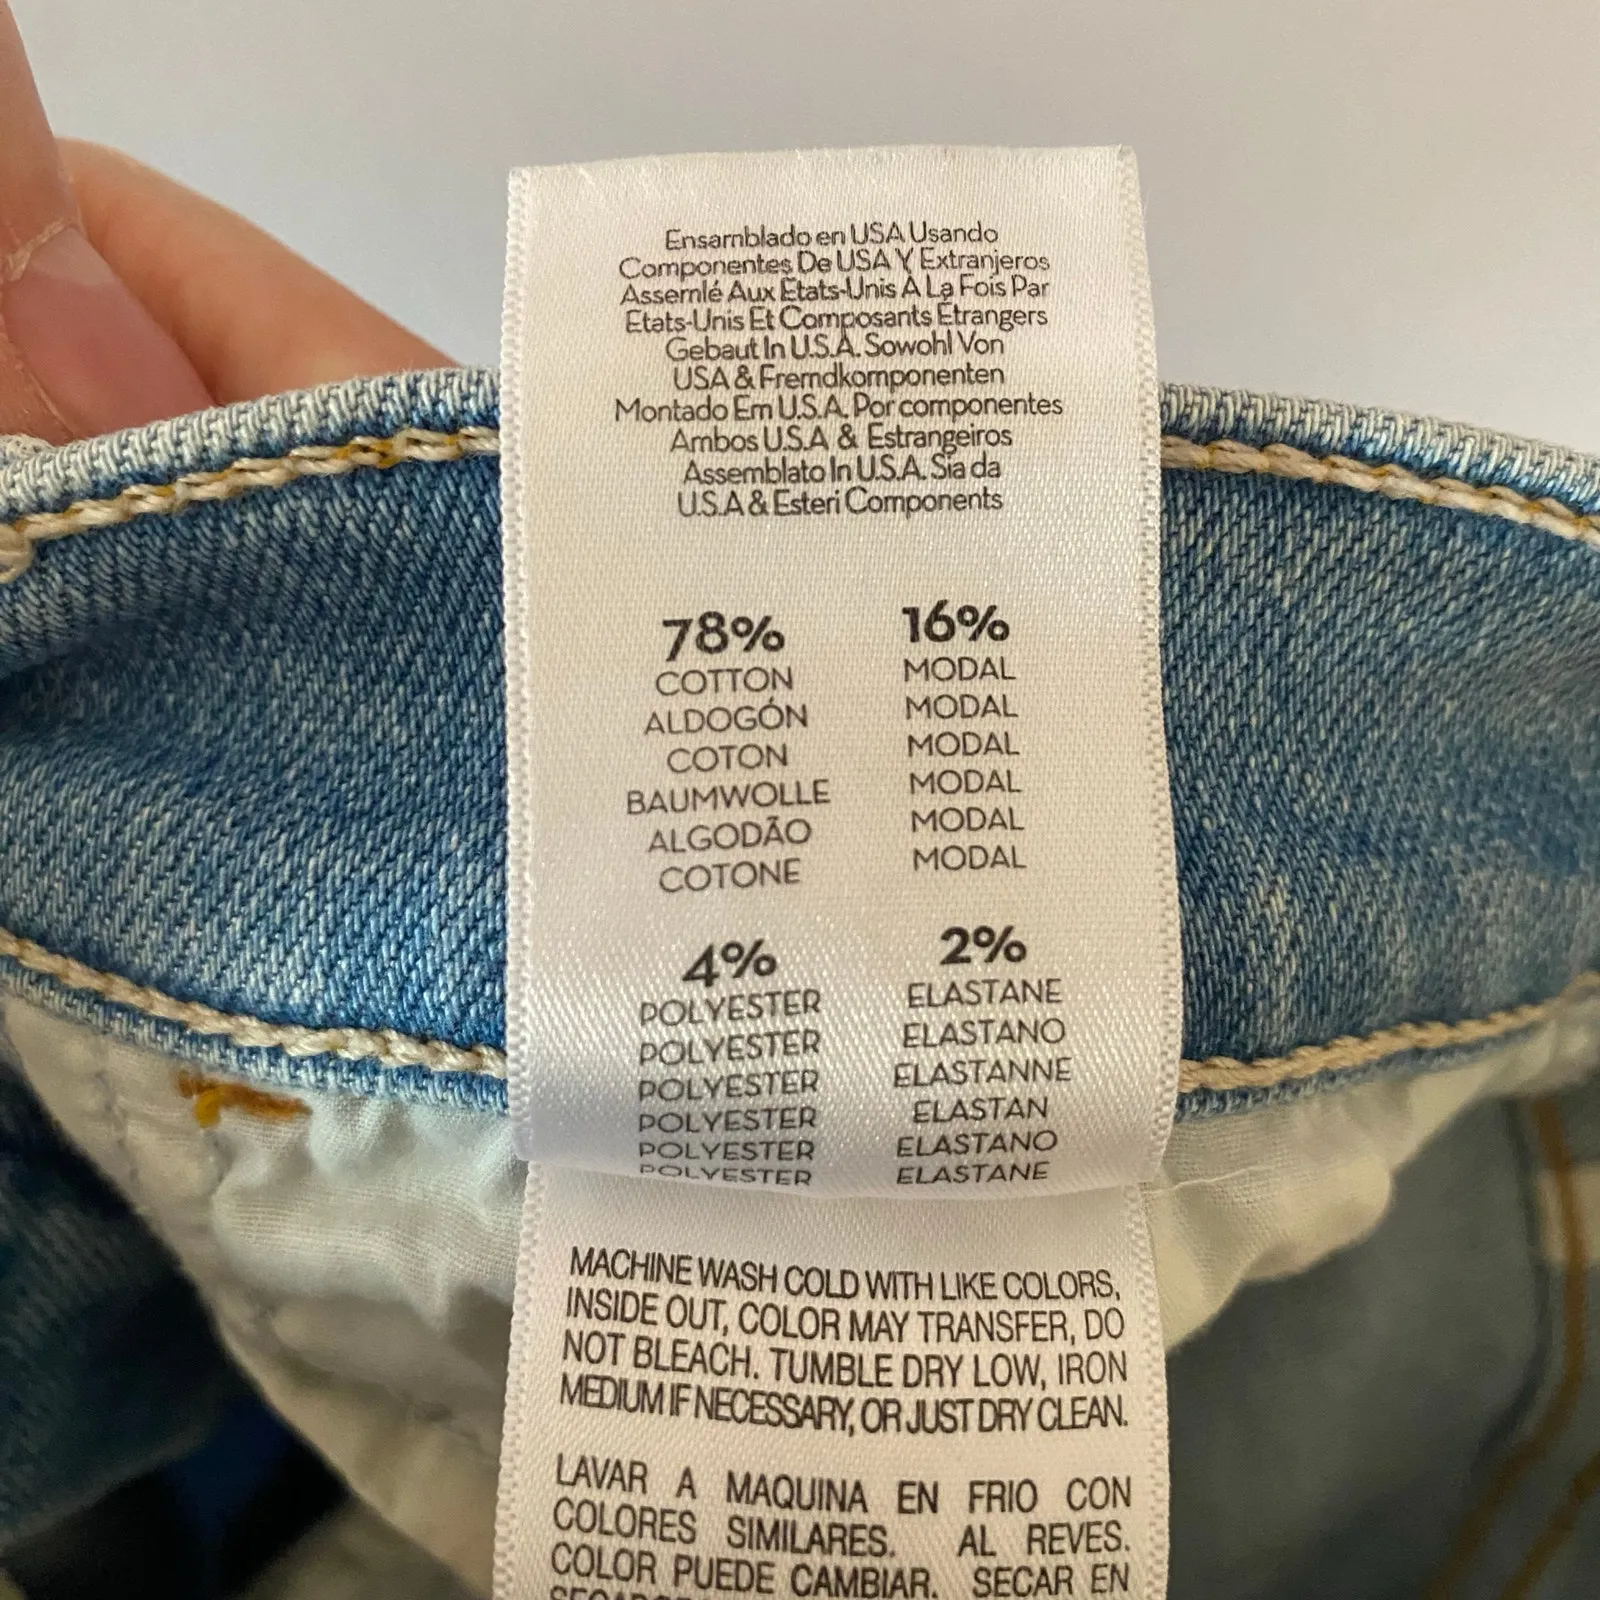 Ensamblado en USA Usando
Componentes De USA Y Extranjeros
Assemlé Aux Etats-Unis A La Fois Par
Etats-Unis Et Composants Étrangers
Gebaut In U.S.A. Sowohl Von
USA & Fremdkomponenten
Montado Em U.S.A. Por componentes
Ambos U.S.A & Estrangeiros
Assemblato In U.S.A. Sia da
U.S.A & Esteri Components
78% 16%
COTTON MODAL
ALDOGÓN MODAL
COTON MODAL
BAUMWOLLE MODAL
ALGODÃO MODAL
COTONE MODAL
4% 2%
POLYESTER ELASTANE
POLYESTER ELASTANO
POLYESTER ELASTANNE
POLYESTER ELASTAN
POLYESTER ELASTANO
POLYESTER ELASTANE
MACHINE WASH COLD WITH LIKE COLORS,
INSIDE OUT, COLOR MAY TRANSFER, DO
NOT BLEACH. TUMBLE DRY LOW, IRON
MEDIUM IF NECESSARY, OR JUST DRY CLEAN.
LAVAR A MAQUINA EN FRIO CON
COLORES SIMILARES. AL REVES.
COLOR PUEDE CAMBIAR. SECAR EN